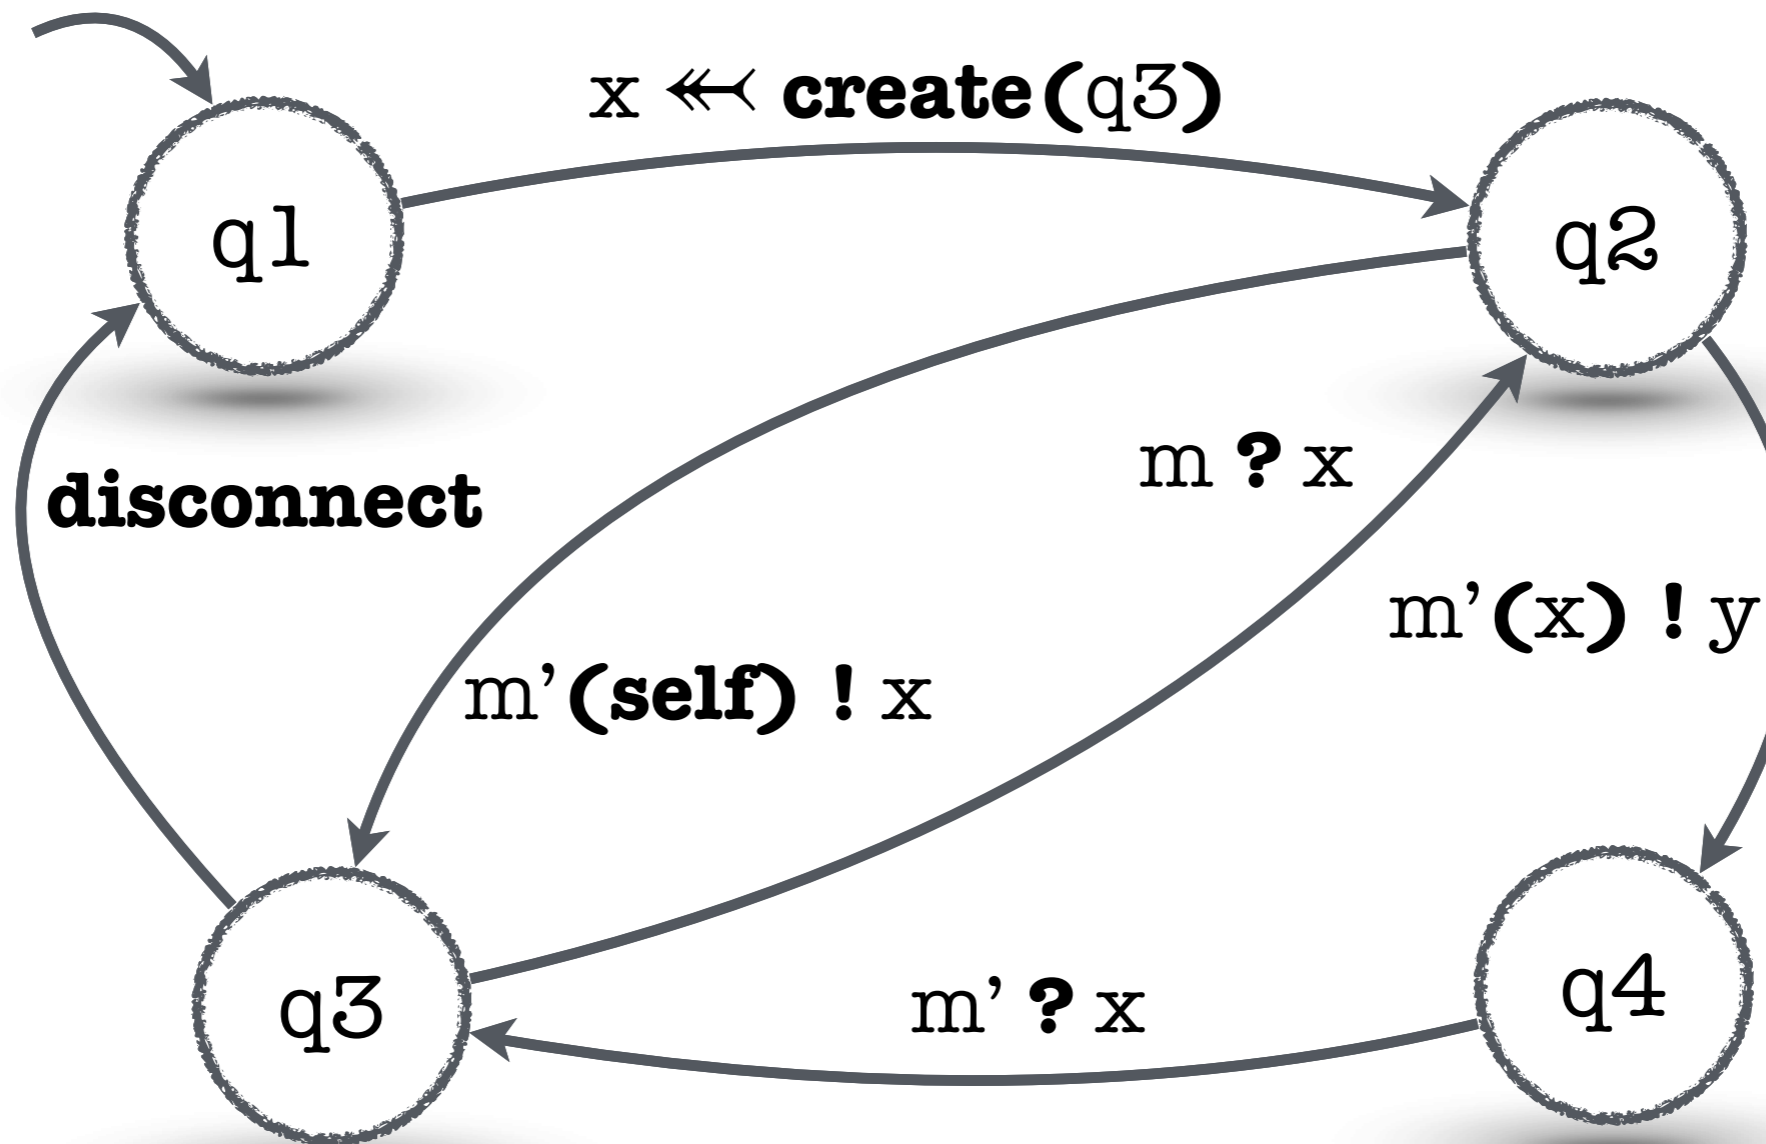 x ⬳ create(q3)
q1
q2
m ? x
disconnect
m’(x) ! y
m’(self) ! x
q3
m’ ? x
q4